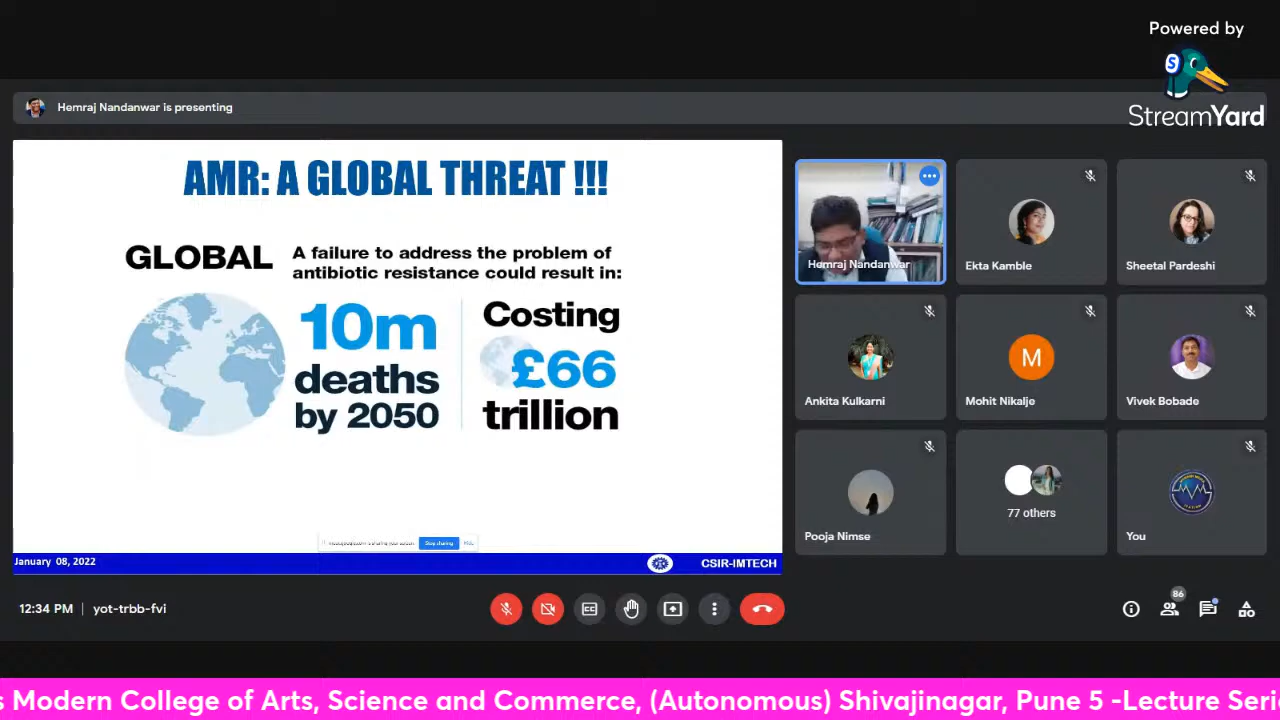 Powered by
StreamYard
Hemraj Nandanwar is presenting
AMR: A GLOBAL THREAT !!!
GLOBAL
A failure to address the problem of
antibiotic resistance could result in:
10m
deaths
by 2050
Costing
£66
trillion
Stop sharing
January 08, 2022
CSIR-IMTECH
Hemraj Nandanwar
Ekta Kamble
Sheetal Pardeshi
Ankita Kulkarni
M
Mohit Nikalje
Vivek Bobade
Pooja Nimse
77 others
You
12:34 PM | yot-trbb-fvi
86
s Modern College of Arts, Science and Commerce, (Autonomous) Shivajinagar, Pune 5 -Lecture Seri